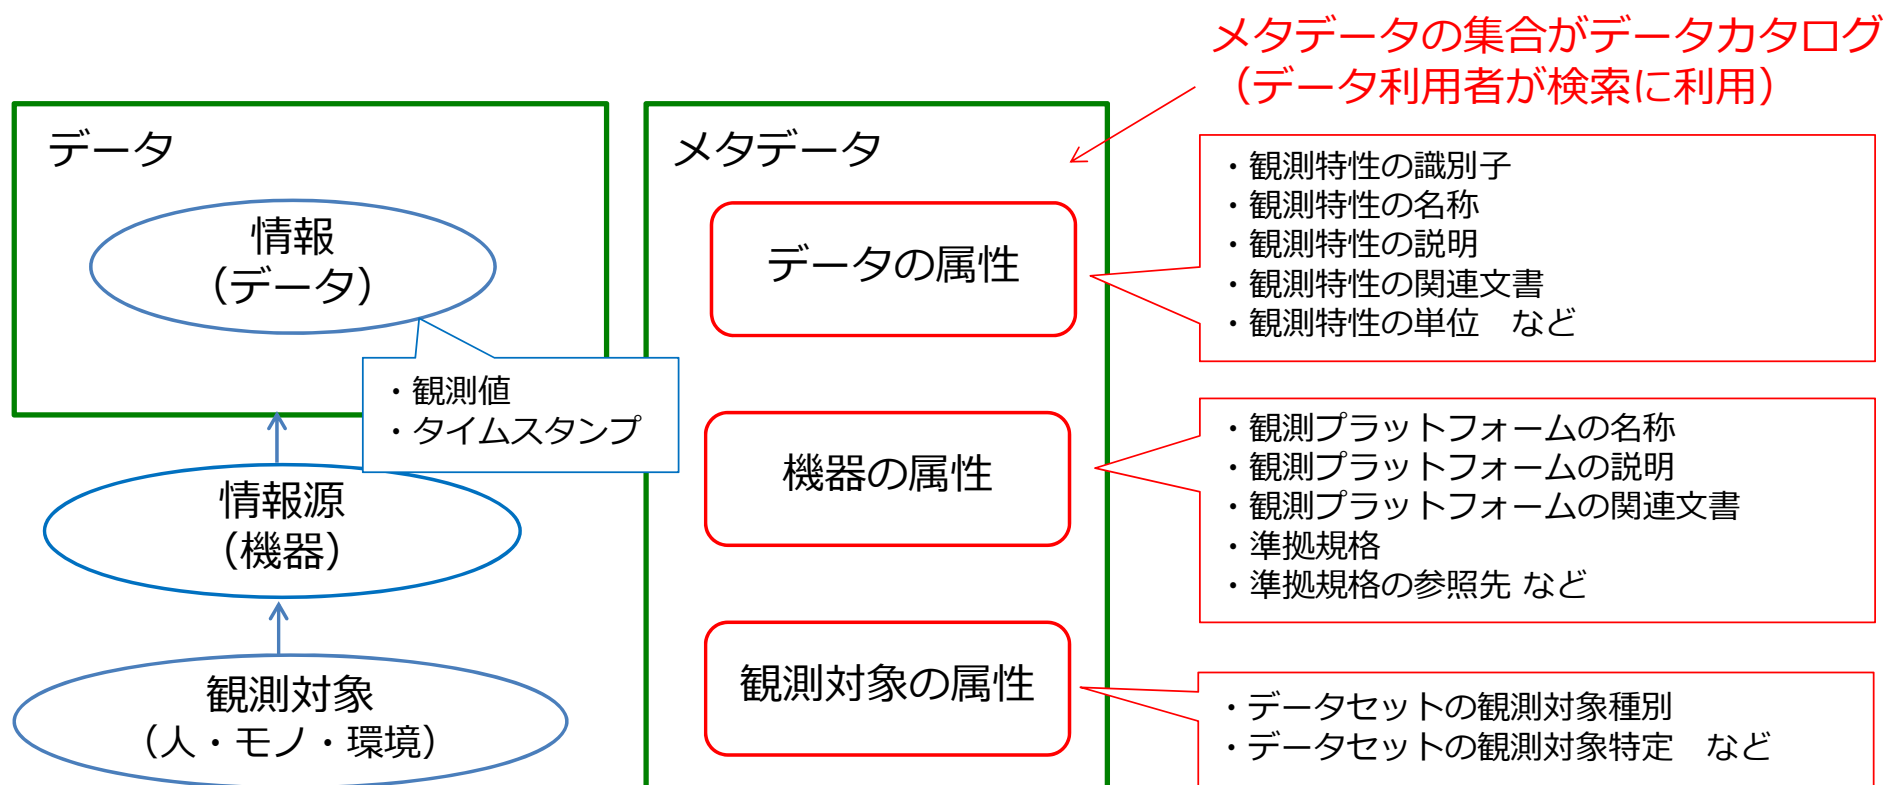 メタデータの集合がデータカタログ
（データ利用者が検索に利用）
データ
情報
（データ）
・観測値
・タイムスタンプ
情報源
（機器）
観測対象
（人・モノ・環境）
メタデータ
データの属性
機器の属性
観測対象の属性
・観測特性の識別子
・観測特性の名称
・観測特性の説明
・観測特性の関連文書
・観測特性の単位　など
・観測プラットフォームの名称
・観測プラットフォームの説明
・観測プラットフォームの関連文書
・準拠規格
・準拠規格の参照先 など
・データセットの観測対象種別
・データセットの観測対象特定　など